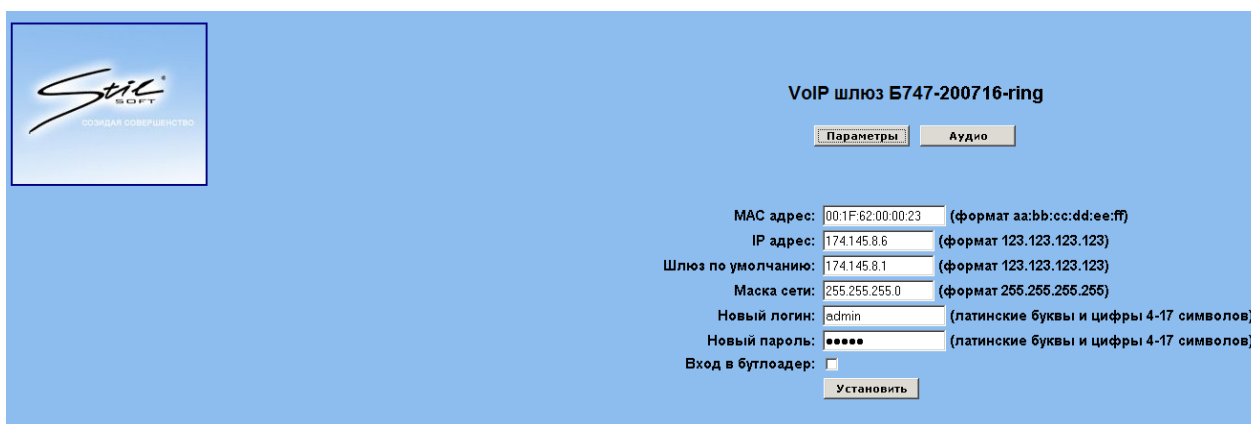 Stilsoft
СОЗИДАЯ СОВЕРШЕНСТВО
VoIP шлюз Б747-200716-ring
Параметры Аудио
MAC адрес: 00:1F:62:00:00:23 (формат aa:bb:cc:dd:ee:ff)
IP адрес: 174.145.8.6 (формат 123.123.123.123)
Шлюз по умолчанию: 174.145.8.1 (формат 123.123.123.123)
Маска сети: 255.255.255.0 (формат 255.255.255.255)
Новый логин: admin (латинские буквы и цифры 4-17 символов)
Новый пароль: ●●●●● (латинские буквы и цифры 4-17 символов)
Вход в бутлоадер:
Установить